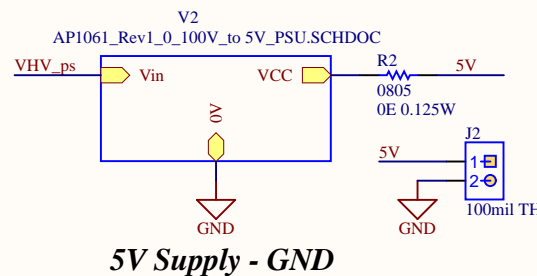 V2
AP1061_Rev1_0_100V_to 5V_PSU.SCHDOC
VHV_ps
Vin
VCC
0V
GND
R2
0805
0E 0.125W
5V
J2
5V
1
2
GND
100mil TH
5V Supply - GND